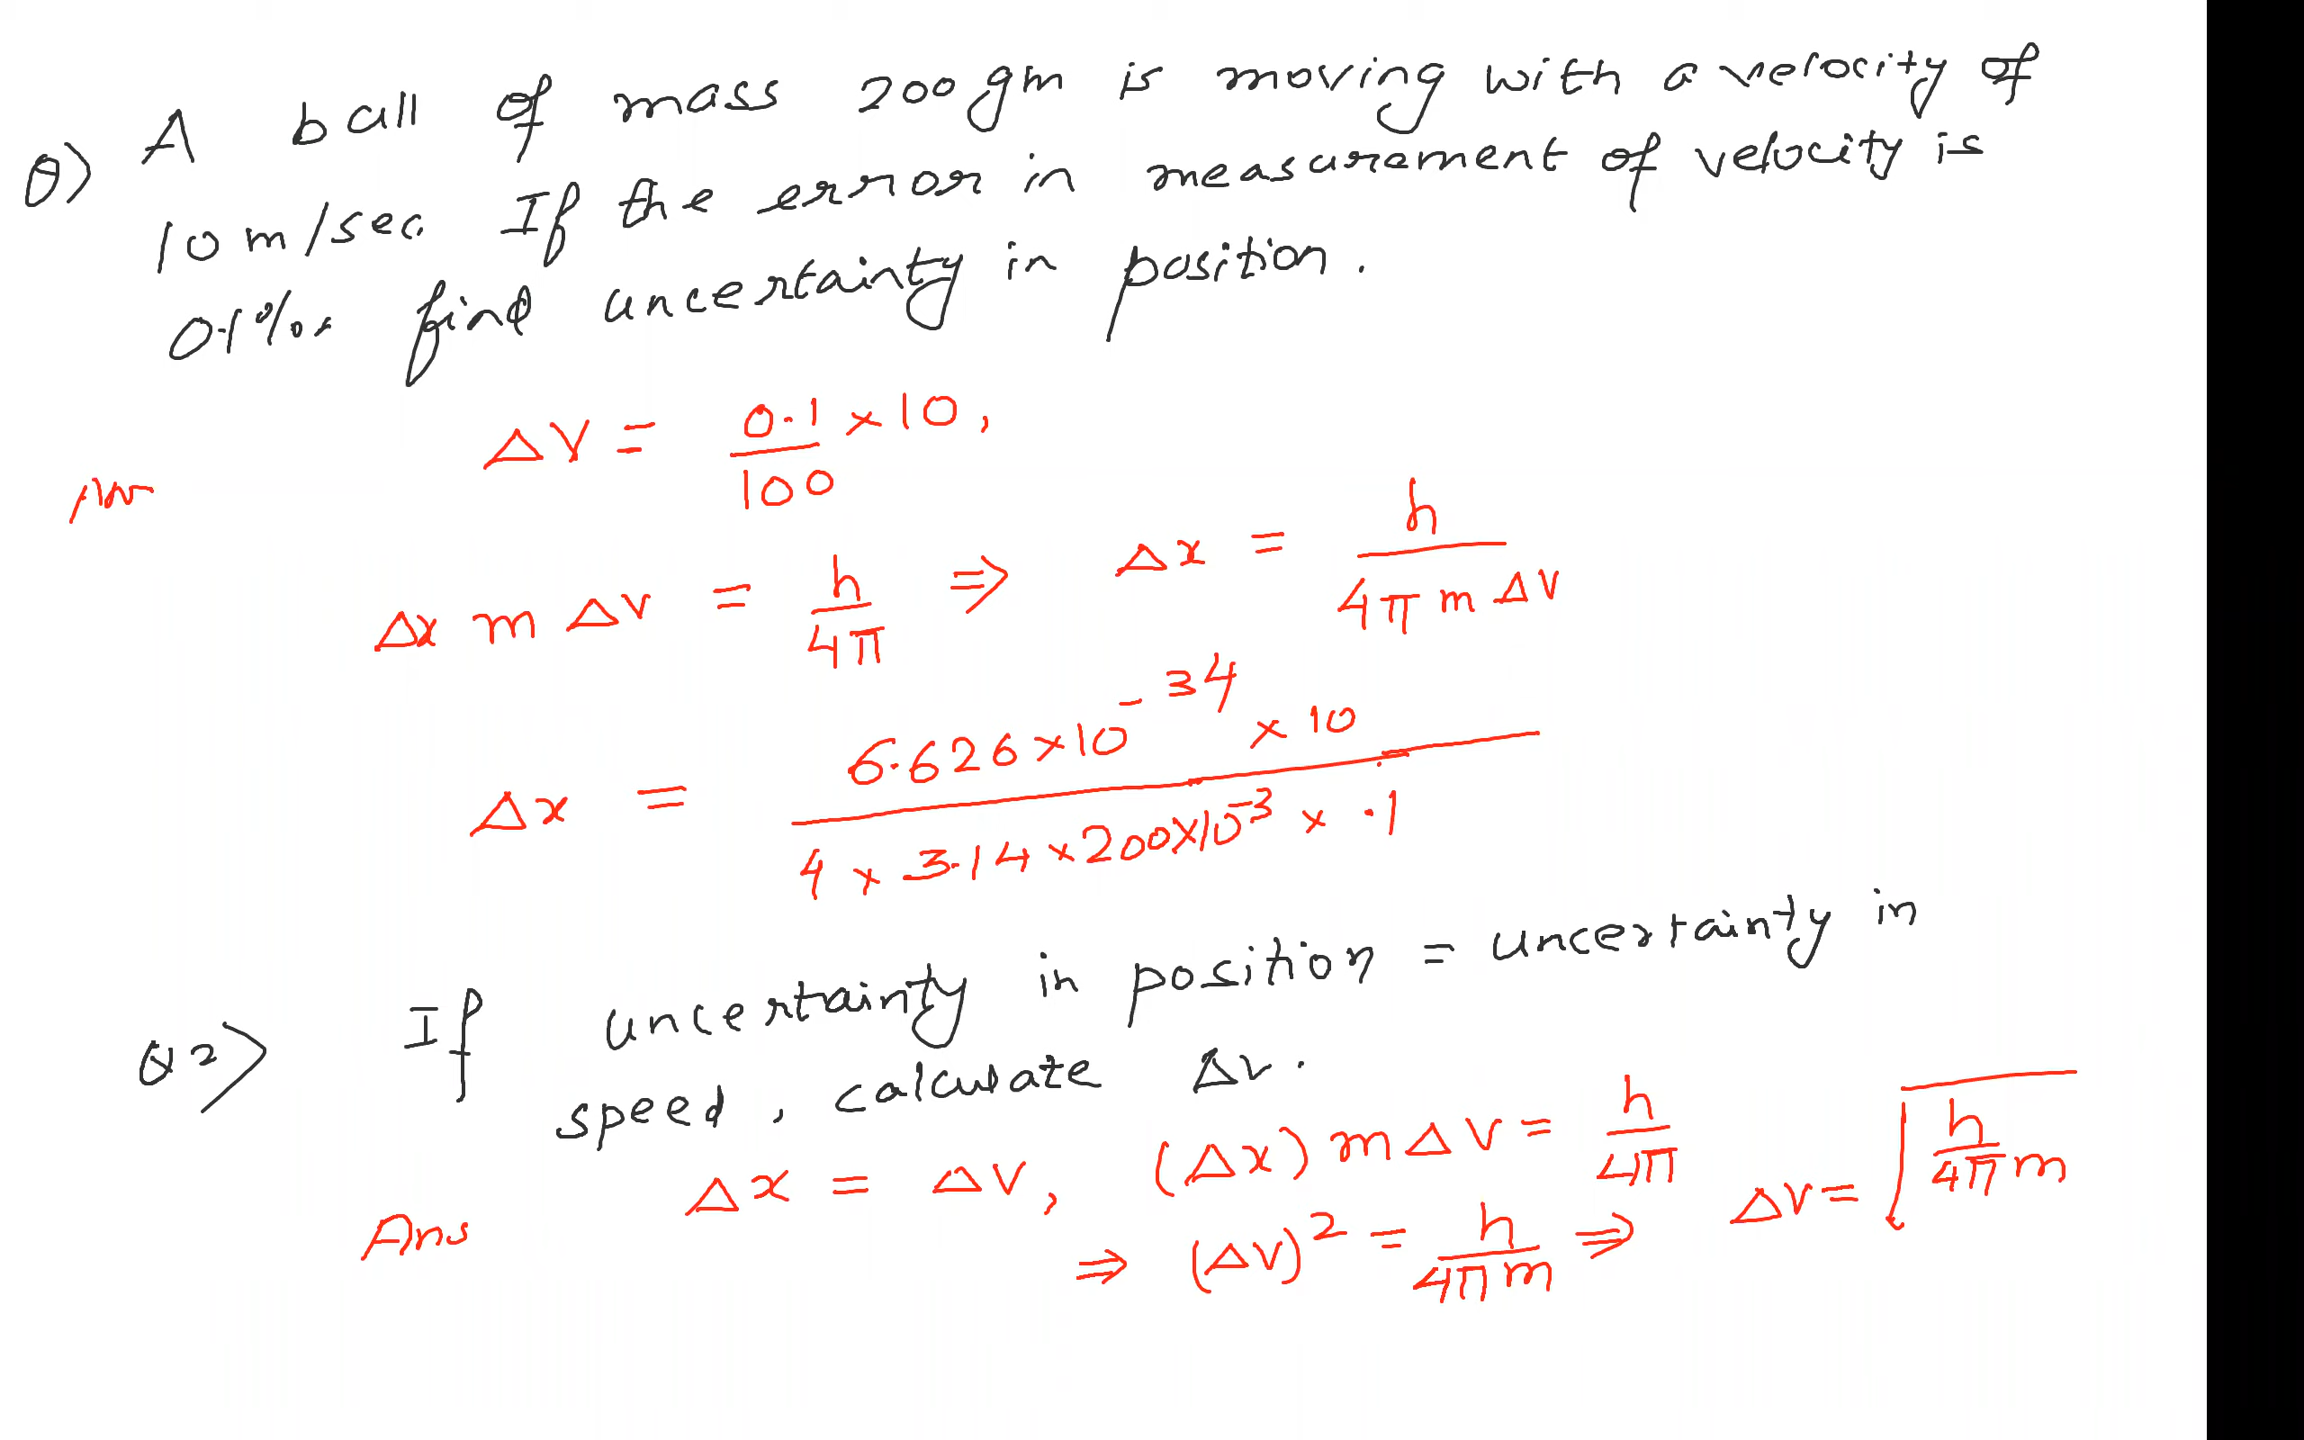 Q) A ball of mass 200 gm is moving with a velocity of
10 m/sec. If the error in measurement of velocity is
0.1%, find uncertainty in position.
ΔV = 0.1/100 × 10,
Δx m Δv = h/4π ⇒ Δx = h/4π m Δv
Δx = 6.626×10⁻³⁴ × 10 / 4 × 3.14 × 200×10⁻³ × .1
Q2) If uncertainty in position = uncertainty in
speed, calculate Δv.
Ans Δx = Δv, (Δx) m Δv = h/4π
⇒ (Δv)² = h/4πm ⇒ Δv = √h/4πm